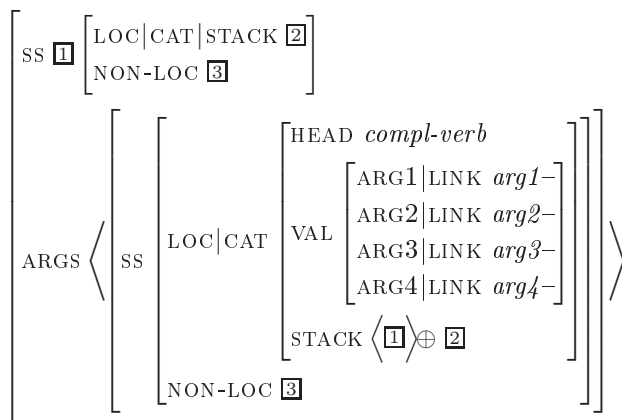 SS 1 LOC|CAT|STACK 2
NON-LOC 3
HEAD compl-verb
ARG1|LINK arg1–
ARG2|LINK arg2–
VAL
ARG3|LINK arg3–
ARG4|LINK arg4–
ARGS ⟨ SS LOC|CAT
STACK ⟨1⟩⊕ 2
NON-LOC 3 ⟩